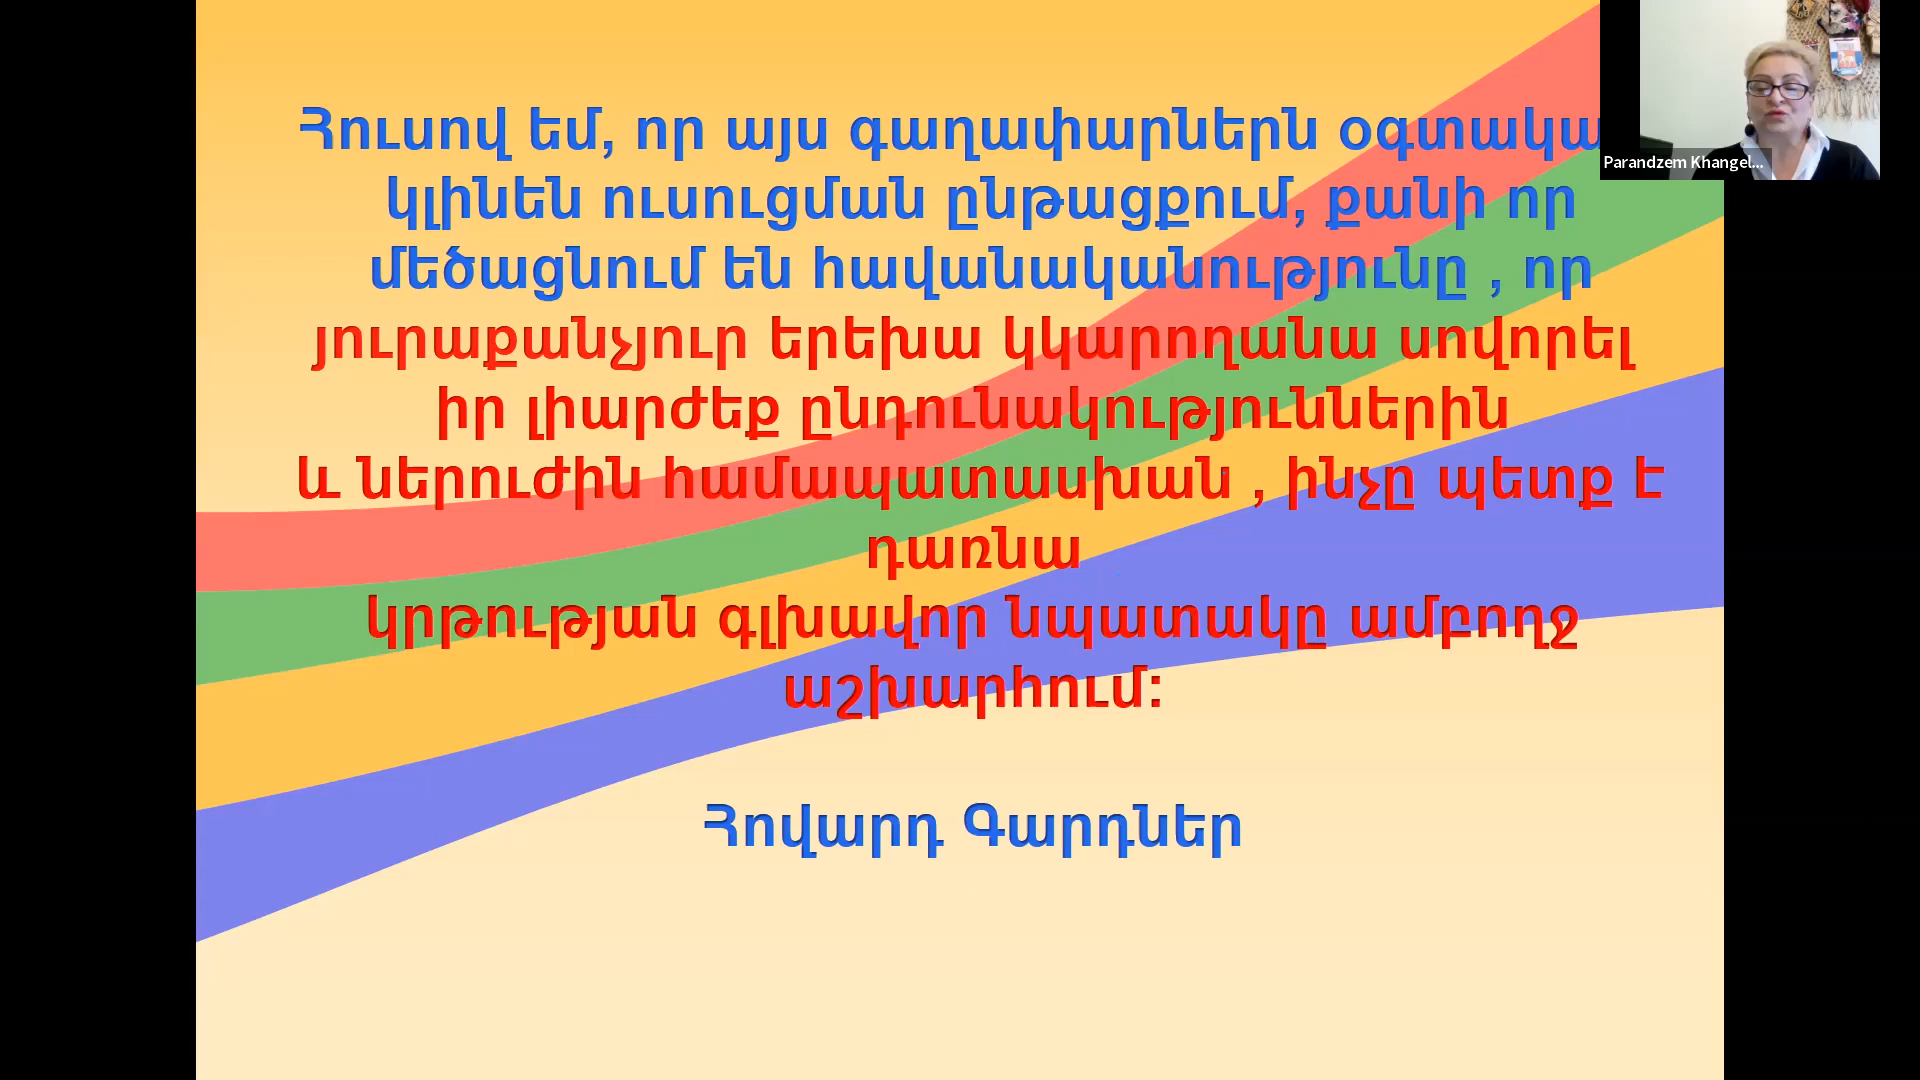 Հուսով եմ, որ այս գաղափարներն օգտակա
կլինեն ուսուցման ընթացքում, քանի որ
մեծացնում են հավանականությունը , որ
յուրաքանչյուր երեխա կկարողանա սովորել
իր լիարժեք ընդունակություններին
և ներուժին համապատասխան , ինչը պետք է
դառնա
կրթության գլխավոր նպատակը ամբողջ
աշխարհում:
Հովարդ Գարդներ
Parandzem Khangel...